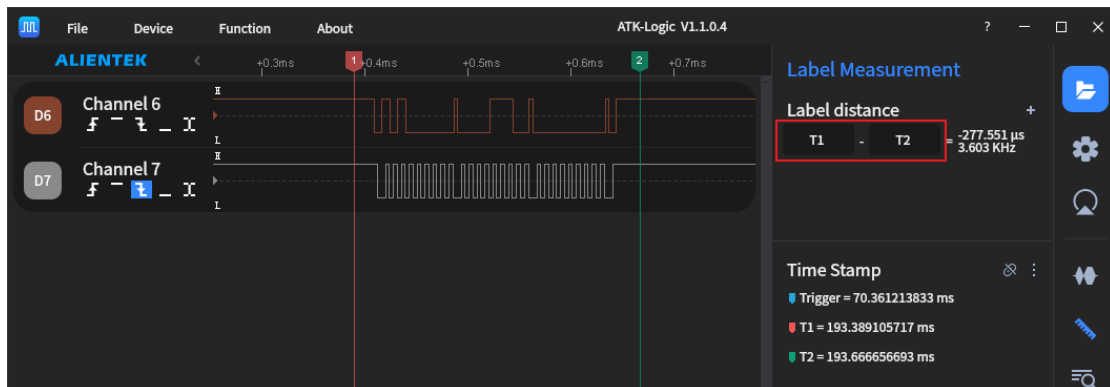 File Device Function About ATK-Logic V1.1.0.4 ?
ALIENTEK < +0.3ms 1 +0.4ms +0.5ms +0.6ms 2 +0.7ms
Label Measurement
D6 Channel 6 H L
Label distance +
T1 - T2 = -277.551 μs
3.603 KHz
D7 Channel 7 H L
Time Stamp
Trigger = 70.361213833 ms
T1 = 193.389105717 ms
T2 = 193.666656693 ms